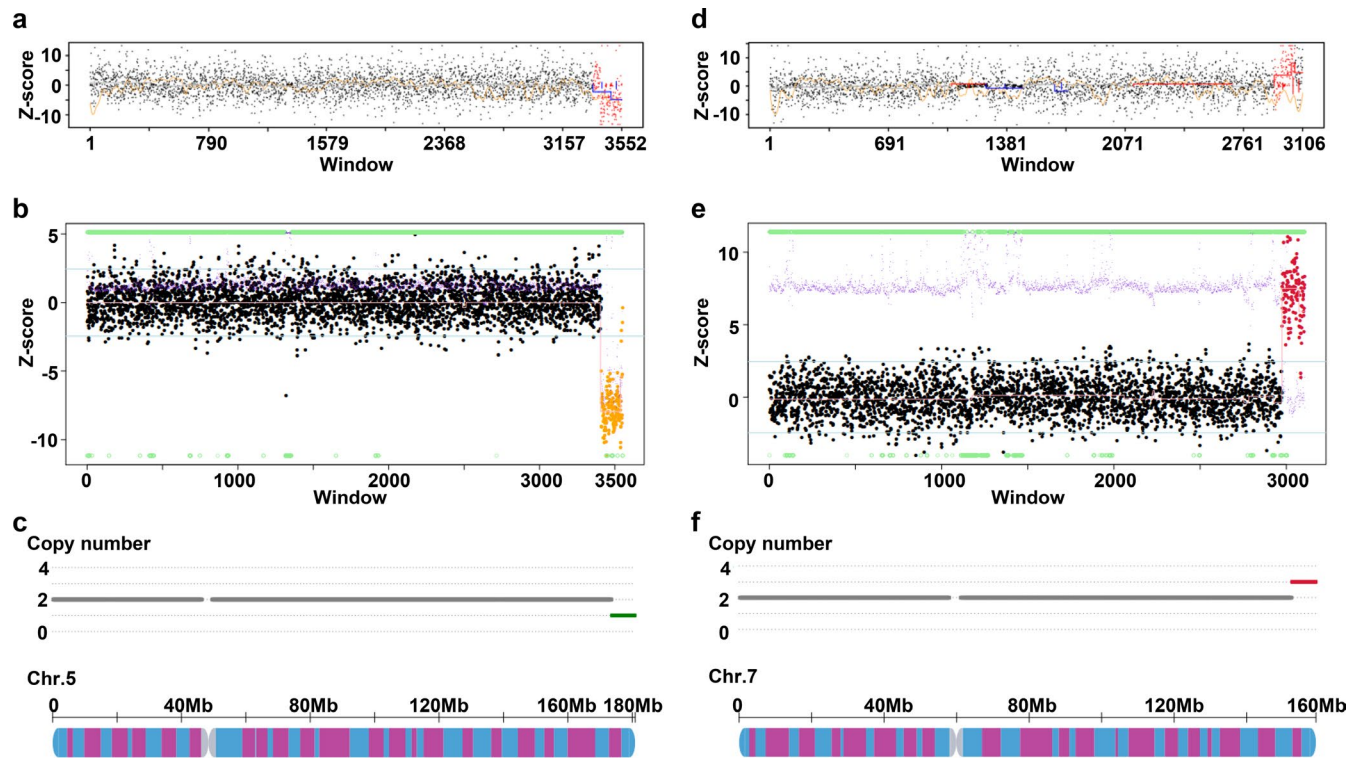 a
Z-score
10
0
-10
1 790 1579 2368 3157 3552
Window
b
Z-score
5
0
-5
-10
0 1000 2000 3000 3500
Window
c
Copy number
4
2
0
Chr.5
0 40Mb 80Mb 120Mb 160Mb 180Mb
d
Z-score
10
0
-10
1 691 1381 2071 2761 3106
Window
e
Z-score
10
5
0
0 1000 2000 3000
Window
f
Copy number
4
2
0
Chr.7
0 40Mb 80Mb 120Mb 160Mb